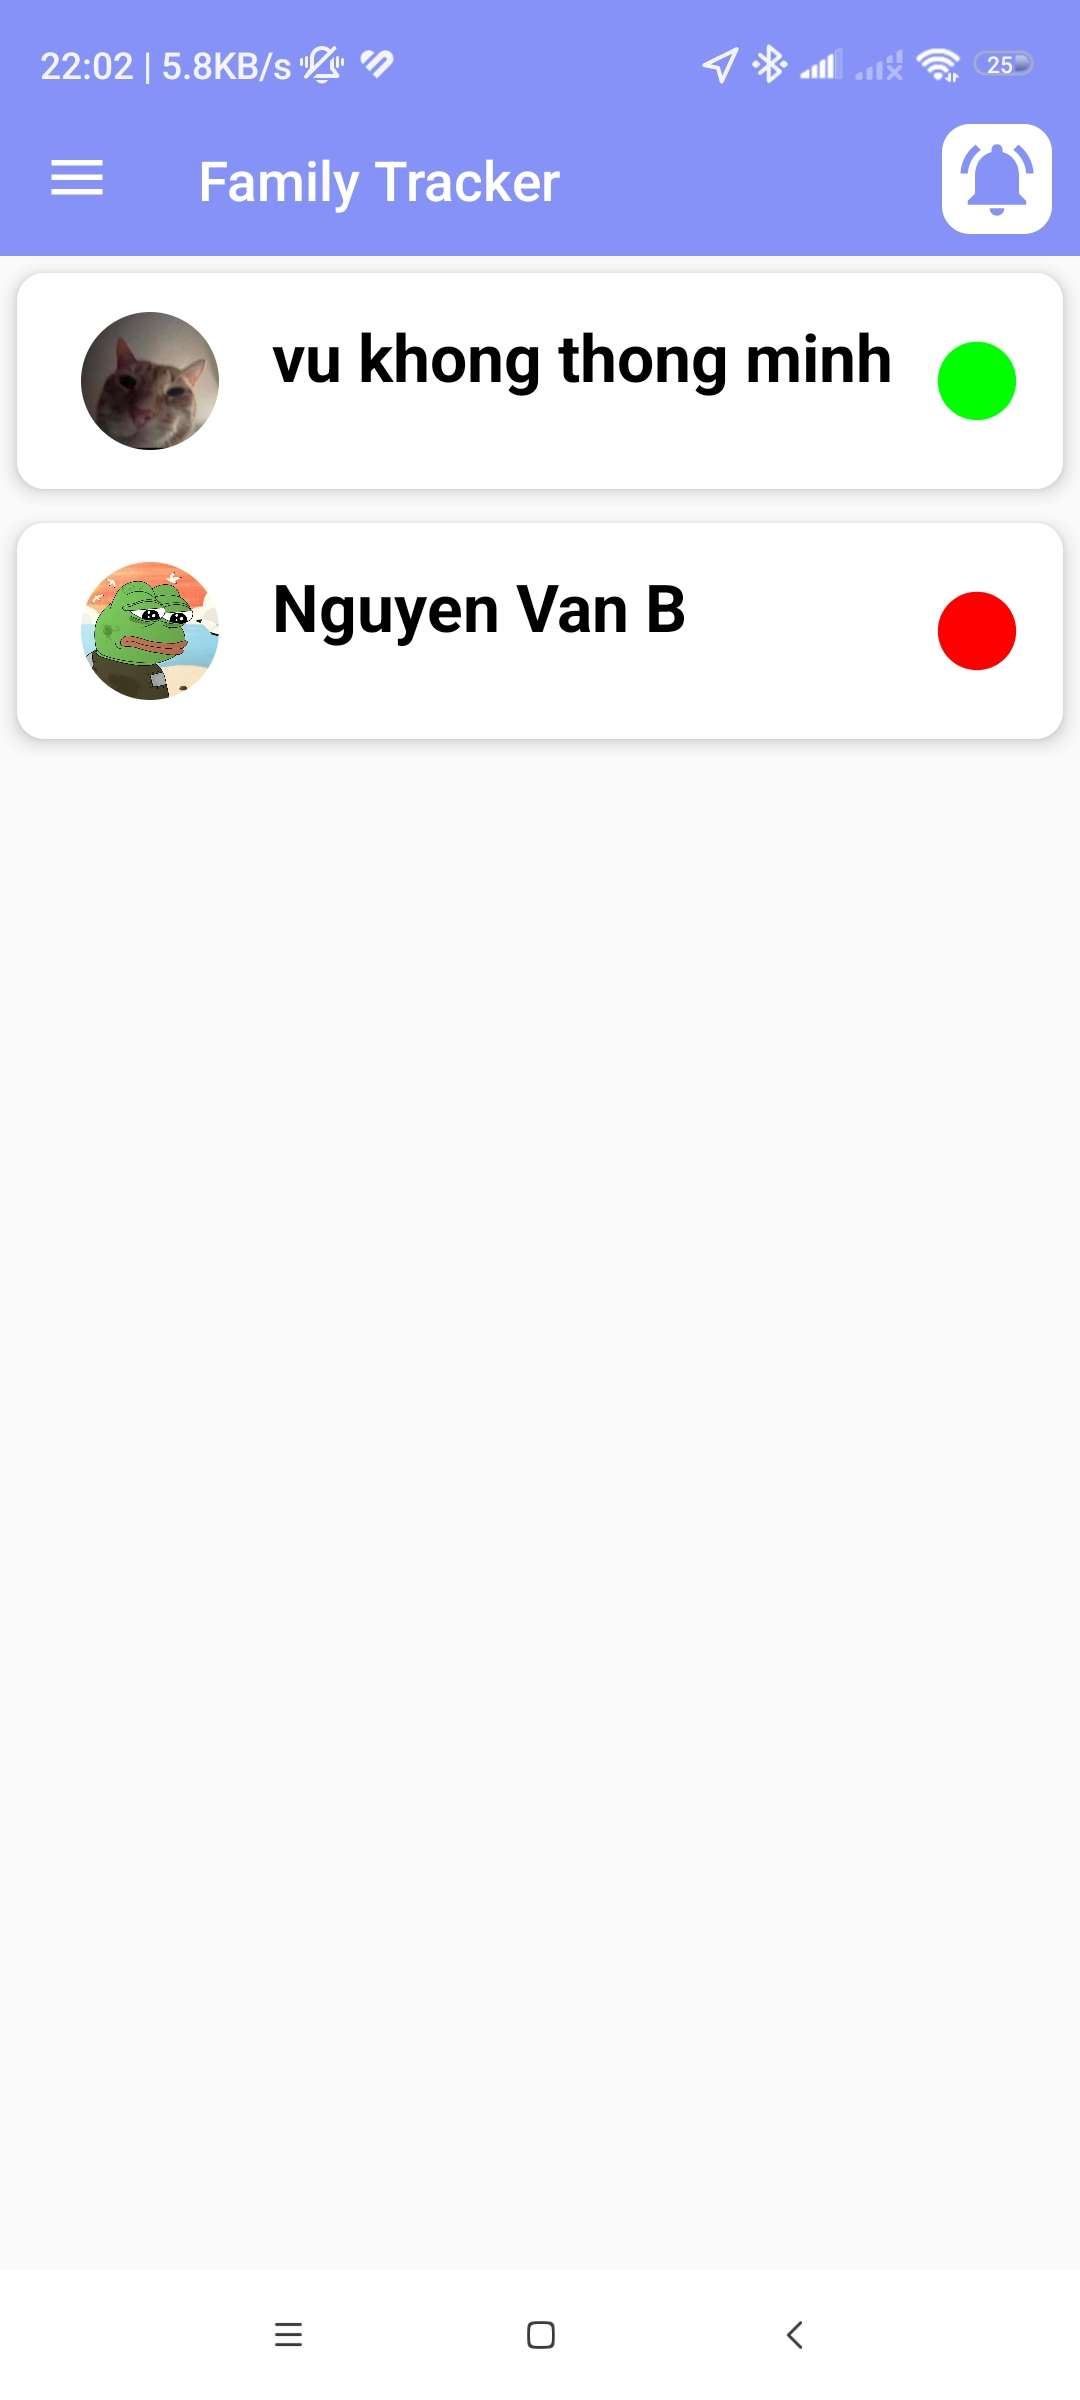 22:02 | 5.8KB/s 25
Family Tracker
vu khong thong minh
Nguyen Van B